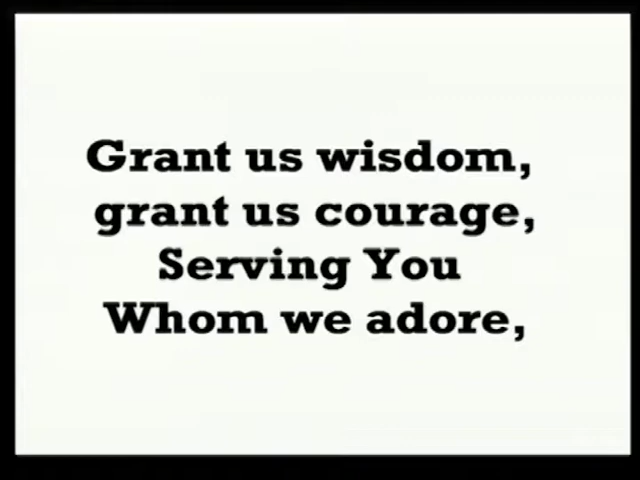 Grant us wisdom,
grant us courage,
Serving You
Whom we adore,